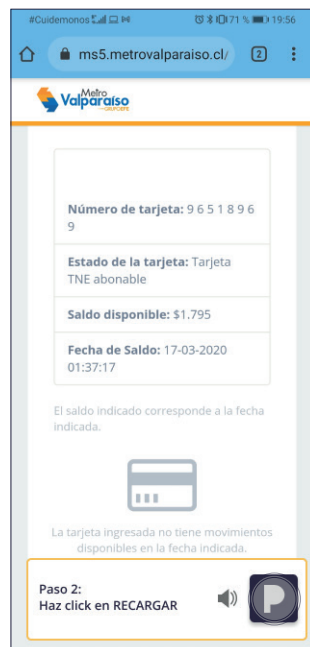 #Cuidemonos 71 % 19:56
ms5.metrovalparaiso.cl/ 2
Metro
Valparaíso
Número de tarjeta: 9 6 5 1 8 9 6
9
Estado de la tarjeta: Tarjeta
TNE abonable
Saldo disponible: $1.795
Fecha de Saldo: 17-03-2020
01:37:17
El saldo indicado corresponde a la fecha
indicada.
La tarjeta ingresada no tiene movimientos
disponibles en la fecha indicada.
Paso 2:
Haz click en RECARGAR
P